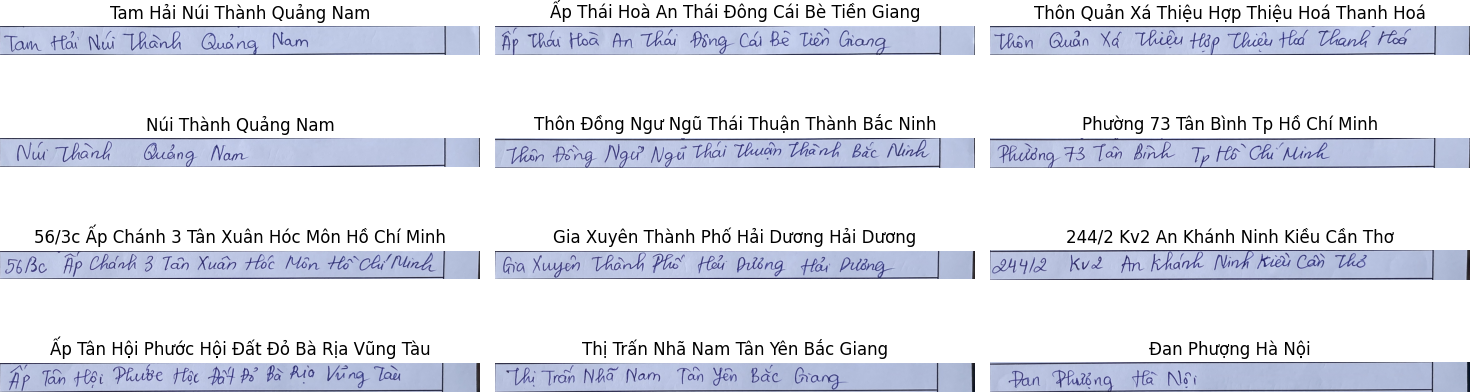 Tam Hải Núi Thành Quảng Nam
Tam Hải Núi Thành Quảng Nam
Ấp Thái Hoà An Thái Đông Cái Bè Tiền Giang
Ấp Thái Hoà An Thái Đông Cái Bè Tiền Giang
Thôn Quản Xá Thiệu Hợp Thiệu Hoá Thanh Hoá
Thôn Quản Xá Thiệu Hợp Thiệu Hoá Thanh Hoá
Núi Thành Quảng Nam
Núi Thành Quảng Nam
Thôn Đồng Ngư Ngũ Thái Thuận Thành Bắc Ninh
Thôn Đồng Ngư Ngũ Thái Thuận Thành Bắc Ninh
Phường 73 Tân Bình Tp Hồ Chí Minh
Phường 73 Tân Bình Tp Hồ Chí Minh
56/3c Ấp Chánh 3 Tân Xuân Hóc Môn Hồ Chí Minh
56/3c Ấp Chánh 3 Tân Xuân Hóc Môn Hồ Chí Minh
Gia Xuyên Thành Phố Hải Dương Hải Dương
Gia Xuyên Thành Phố Hải Dương Hải Dương
244/2 Kv2 An Khánh Ninh Kiều Cần Thơ
244/2 Kv2 An Khánh Ninh Kiều Cần Thơ
Ấp Tân Hội Phước Hội Đất Đỏ Bà Rịa Vũng Tàu
Ấp Tân Hội Phước Hội Đất Đỏ Bà Rịa Vũng Tàu
Thị Trấn Nhã Nam Tân Yên Bắc Giang
Thị Trấn Nhã Nam Tân Yên Bắc Giang
Đan Phượng Hà Nội
Đan Phượng Hà Nội